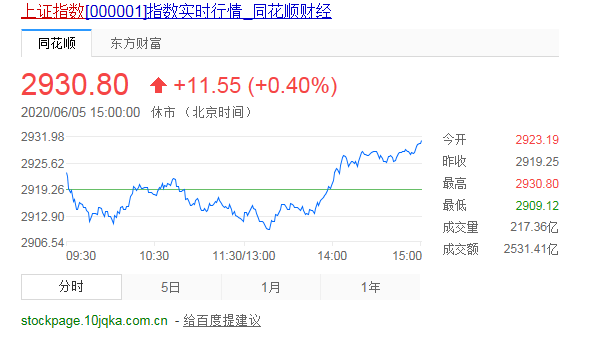 上证指数[000001]指数实时行情_同花顺财经
同花顺 东方财富
2930.80 +11.55 (+0.40%)
2020/06/05 15:00:00 休市 (北京时间)
2931.98
2925.62
2919.26
2912.90
2906.54
09:30 10:30 11:30/13:00 14:00 15:00
今开 2923.19
昨收 2919.25
最高 2930.80
最低 2909.12
成交量 217.36亿
成交额 2531.41亿
分时 5日 1月 1年
stockpage.10jqka.com.cn - 给百度提建议